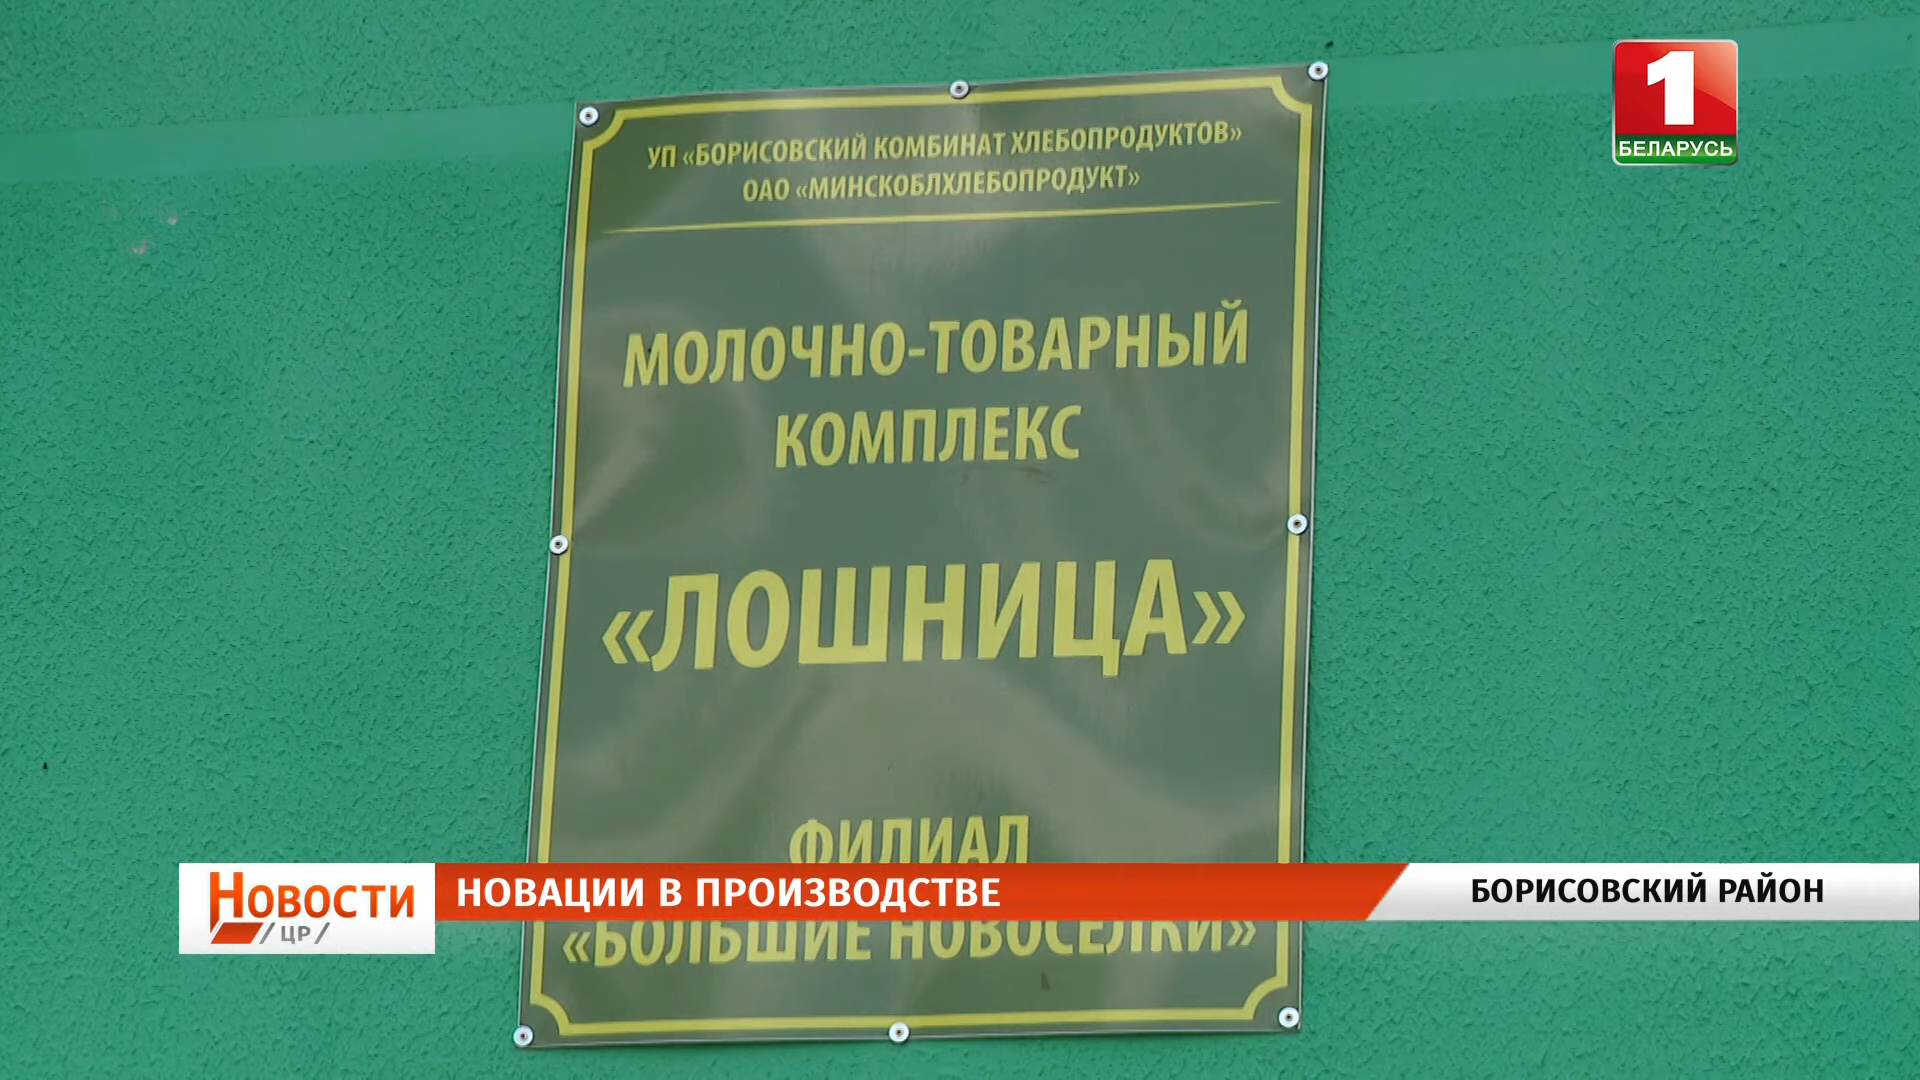 1
БЕЛАРУСЬ
УП «БОРИСОВСКИЙ КОМБИНАТ ХЛЕБОПРОДУКТОВ»
ОАО «МИНСКОБЛХЛЕБОПРОДУКТ»
МОЛОЧНО-ТОВАРНЫЙ
КОМПЛЕКС
«ЛОШНИЦА»
ФИЛИАЛ
«БОЛЬШИЕ НОВОСЕЛКИ»
НОВОСТИ
/ЦР/
НОВАЦИИ В ПРОИЗВОДСТВЕ
БОРИСОВСКИЙ РАЙОН